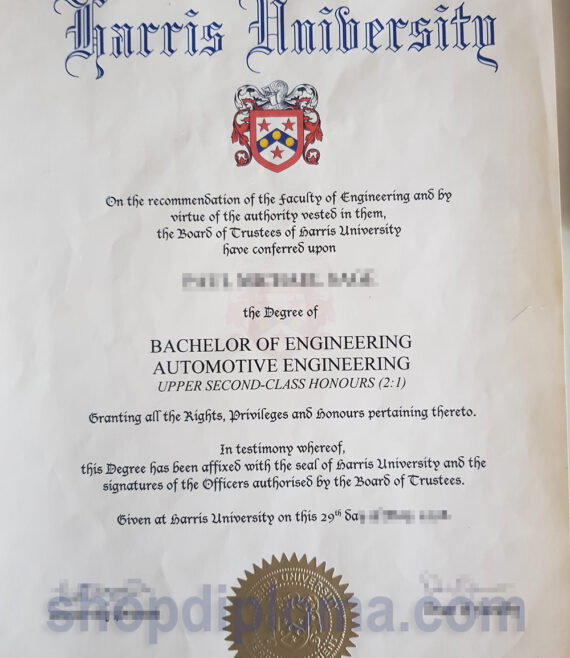 Harris University
On the recommendation of the Faculty of Engineering and by
virtue of the authority vested in them,
the Board of Trustees of Harris University
have conferred upon
the Degree of
BACHELOR OF ENGINEERING
AUTOMOTIVE ENGINEERING
UPPER SECOND-CLASS HONOURS (2:1)
Granting all the Rights, Privileges and Honours pertaining thereto.
In testimony whereof,
this Degree has been affixed with the seal of Harris University and the
signatures of the Officers authorised by the Board of Trustees.
Given at Harris University on this 29th
UNIVERSITY
shopdiploma.com